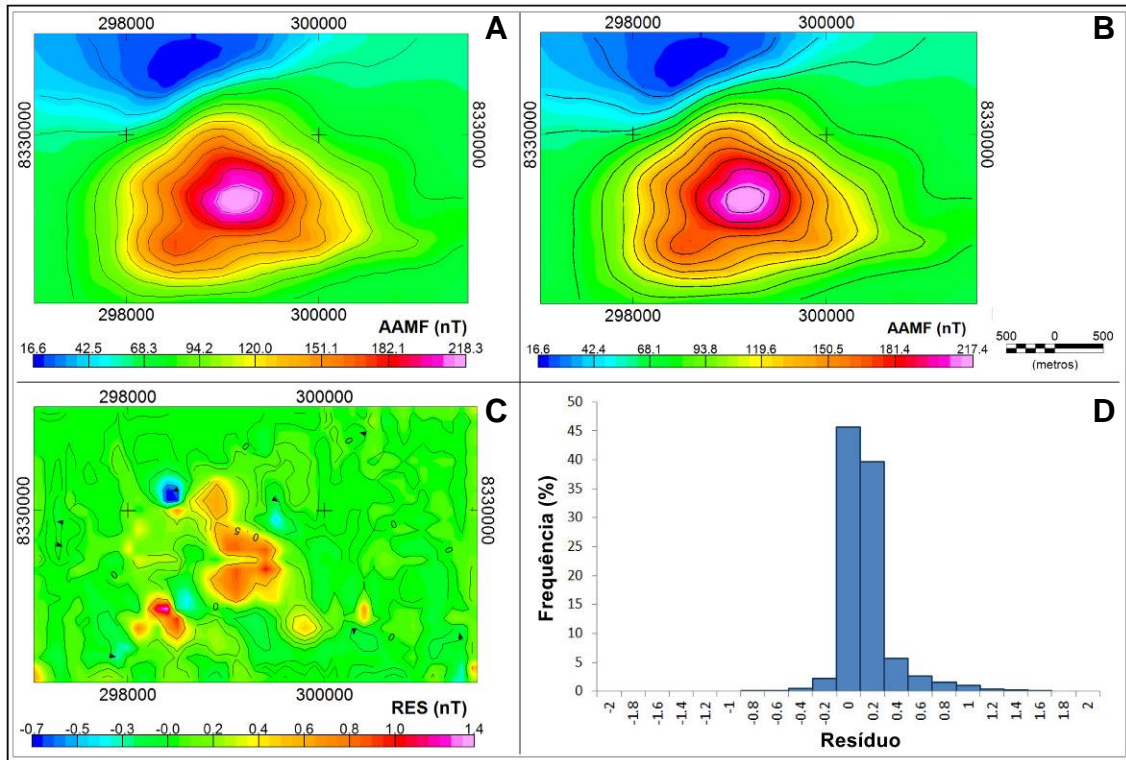 A
298000 300000
8330000 8330000
298000 300000
AAMF (nT)
16.6 42.5 68.3 94.2 120.0 151.1 182.1 218.3
B
298000 300000
8330000 8330000
298000 300000
AAMF (nT)
16.6 42.4 68.1 93.8 119.6 150.5 181.4 217.4
500 0 500
(metros)
C
298000 300000
8330000 8330000
298000 300000
RES (nT)
-0.7 -0.5 -0.3 -0.0 0.2 0.4 0.6 1.0 1.4
D
Frequência (%)
50
45
40
35
30
25
20
15
10
5
0
-2 -1.8 -1.6 -1.4 -1.2 -1 -0.8 -0.6 -0.4 -0.2 0 0.2 0.4 0.6 0.8 1 1.2 1.4 1.6 1.8 2
Resíduo